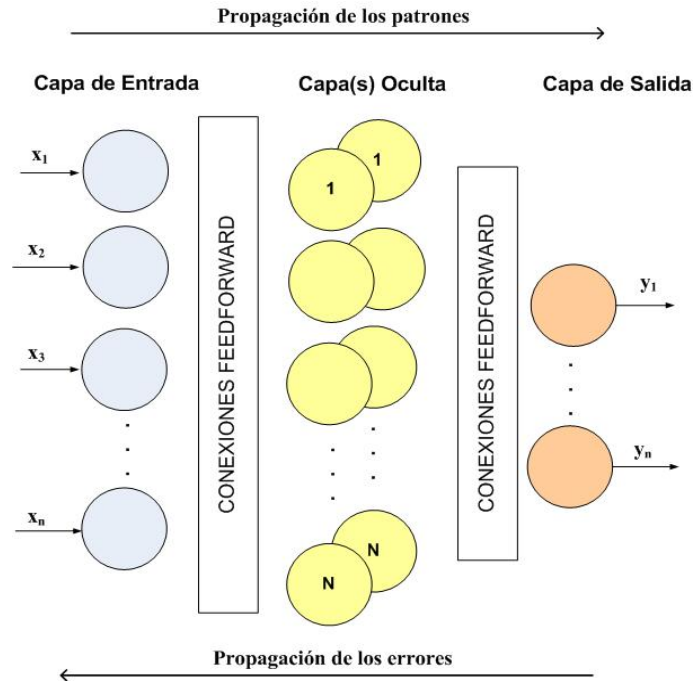 Propagación de los patrones
Capa de Entrada
Capa(s) Oculta
Capa de Salida
x1
x2
x3
xn
CONEXIONES FEEDFORWARD
1
1
N
N
CONEXIONES FEEDFORWARD
y1
yn
Propagación de los errores